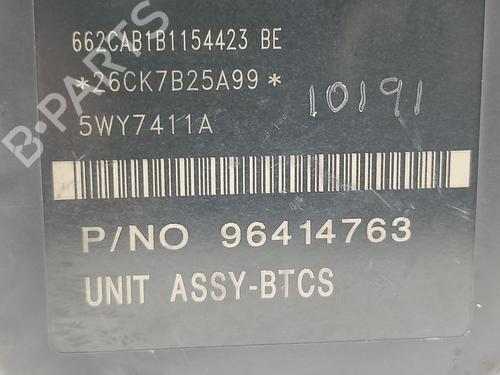 662CAB1B1154423 BE
*26CK7B25A99*
10191
5WY7411A
P/NO 96414763
UNIT ASSY-BTCS
B-PARTS